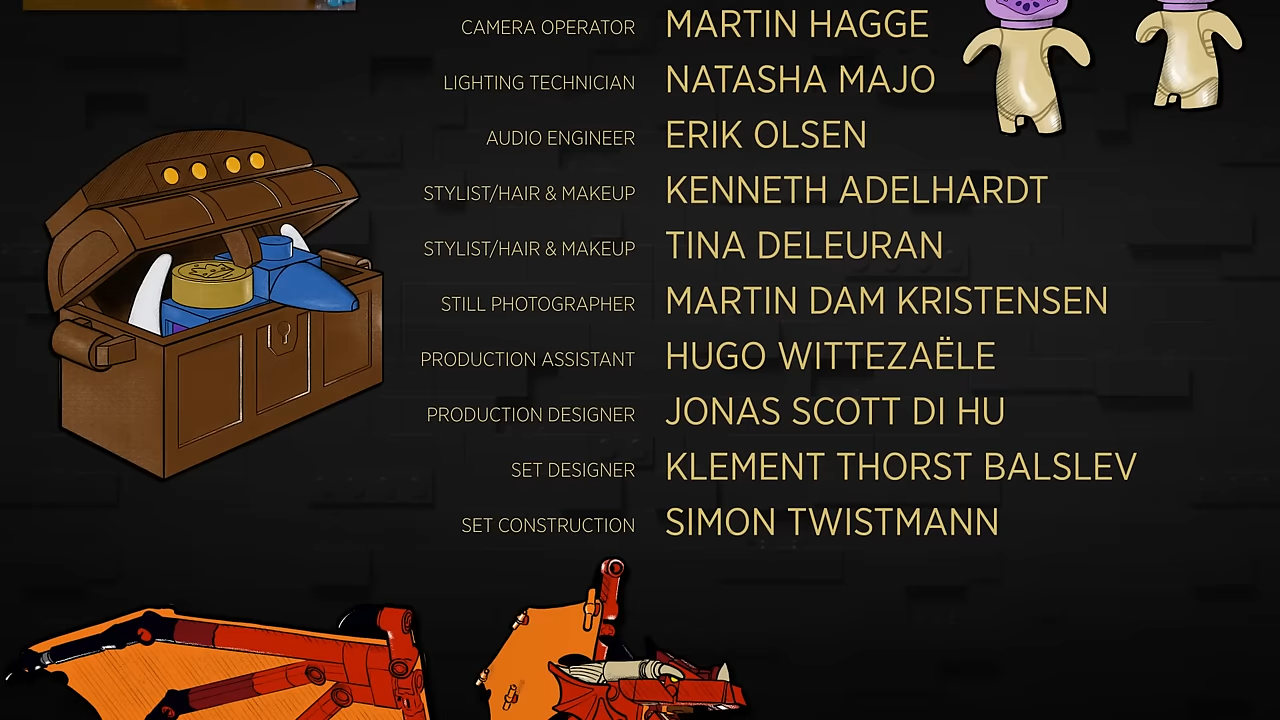 CAMERA OPERATOR MARTIN HAGGE
LIGHTING TECHNICIAN NATASHA MAJO
AUDIO ENGINEER ERIK OLSEN
STYLIST/HAIR & MAKEUP KENNETH ADELHARDT
STYLIST/HAIR & MAKEUP TINA DELEURAN
STILL PHOTOGRAPHER MARTIN DAM KRISTENSEN
PRODUCTION ASSISTANT HUGO WITTEZAËLE
PRODUCTION DESIGNER JONAS SCOTT DI HU
SET DESIGNER KLEMENT THORST BALSLEV
SET CONSTRUCTION SIMON TWISTMANN